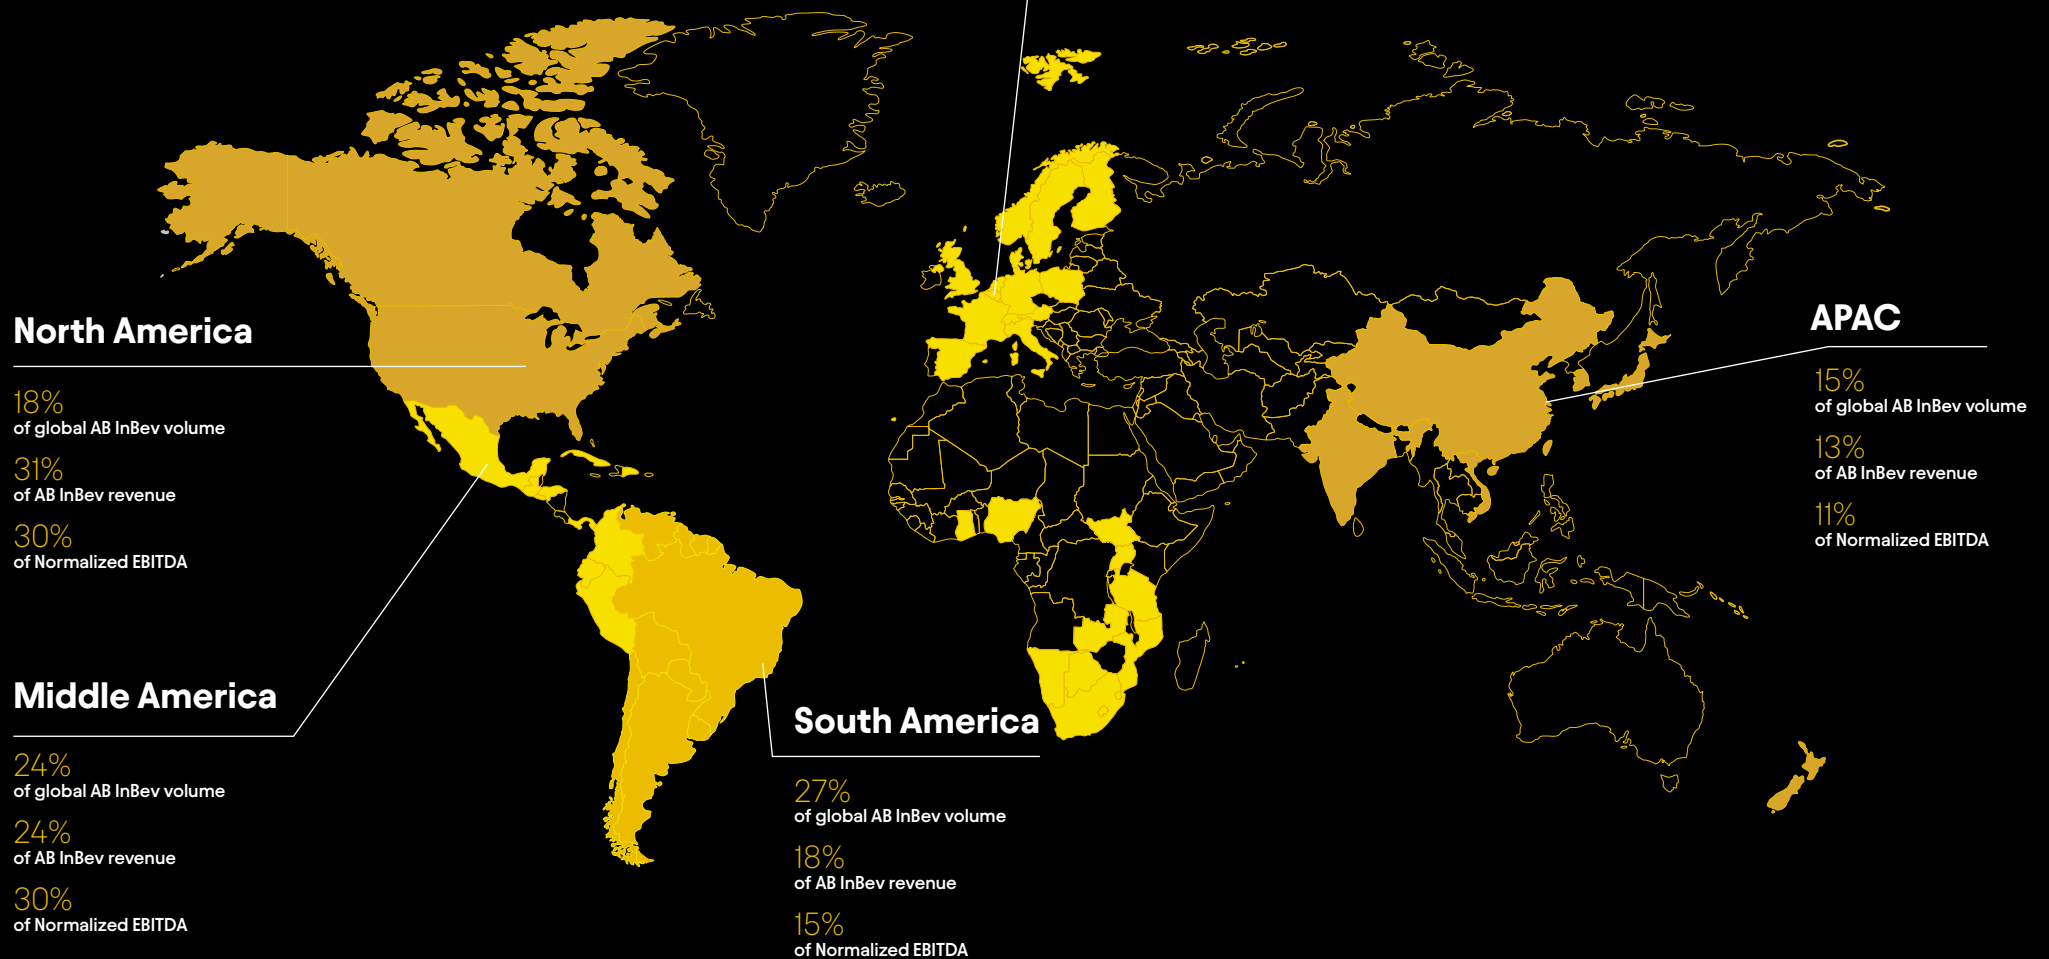 North America
18%
of global AB InBev volume
31%
of AB InBev revenue
30%
of Normalized EBITDA
Middle America
24%
of global AB InBev volume
24%
of AB InBev revenue
30%
of Normalized EBITDA
South America
27%
of global AB InBev volume
18%
of AB InBev revenue
15%
of Normalized EBITDA
APAC
15%
of global AB InBev volume
13%
of AB InBev revenue
11%
of Normalized EBITDA